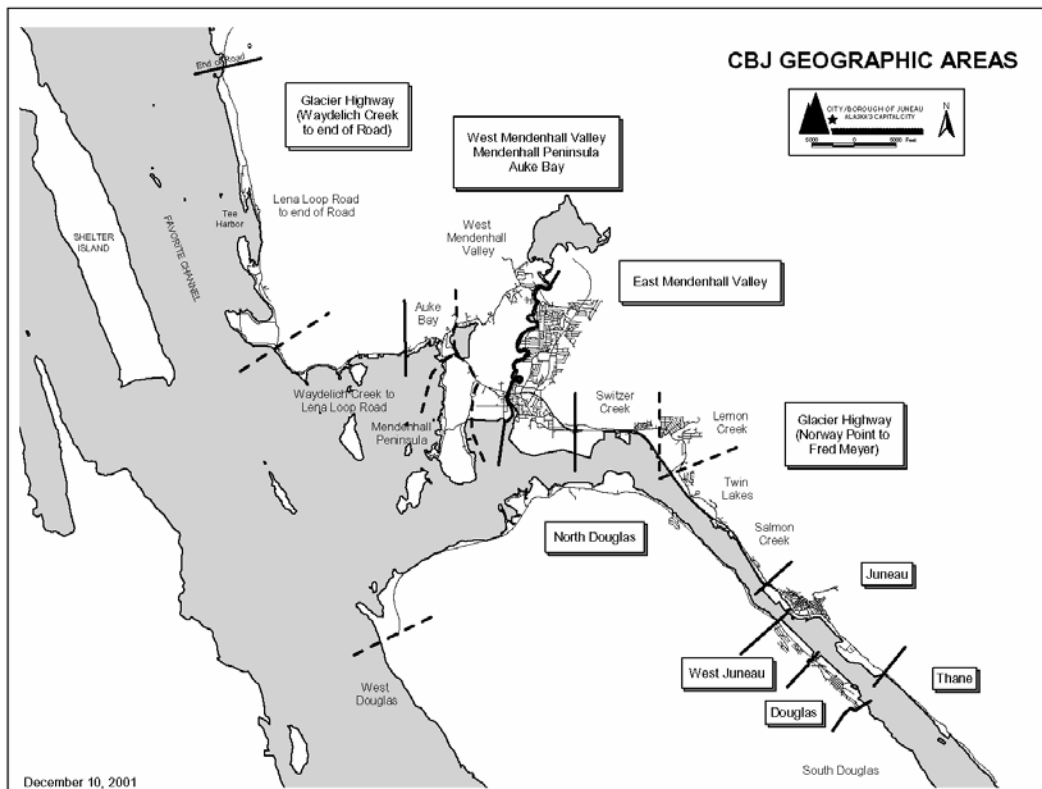 CBJ GEOGRAPHIC AREAS
CITY/BOROUGH OF JUNEAU
ALASKA'S CAPITAL CITY
N
5000 0 5000 Feet
End of Road
Glacier Highway
(Waydelich Creek
to end of Road)
West Mendenhall Valley
Mendenhall Peninsula
Auke Bay
Lena Loop Road
to end of Road
Tee
Harbor
FAVORITE CHANNEL
SHELTER
ISLAND
West
Mendenhall
Valley
East Mendenhall Valley
Auke
Bay
Waydelich Creek to
Lena Loop Road
Mendenhall
Peninsula
Switzer
Creek
Lemon
Creek
Glacier Highway
(Norway Point to
Fred Meyer)
Twin
Lakes
Salmon
Creek
North Douglas
Juneau
West Juneau
Thane
Douglas
West
Douglas
South Douglas
December 10, 2001